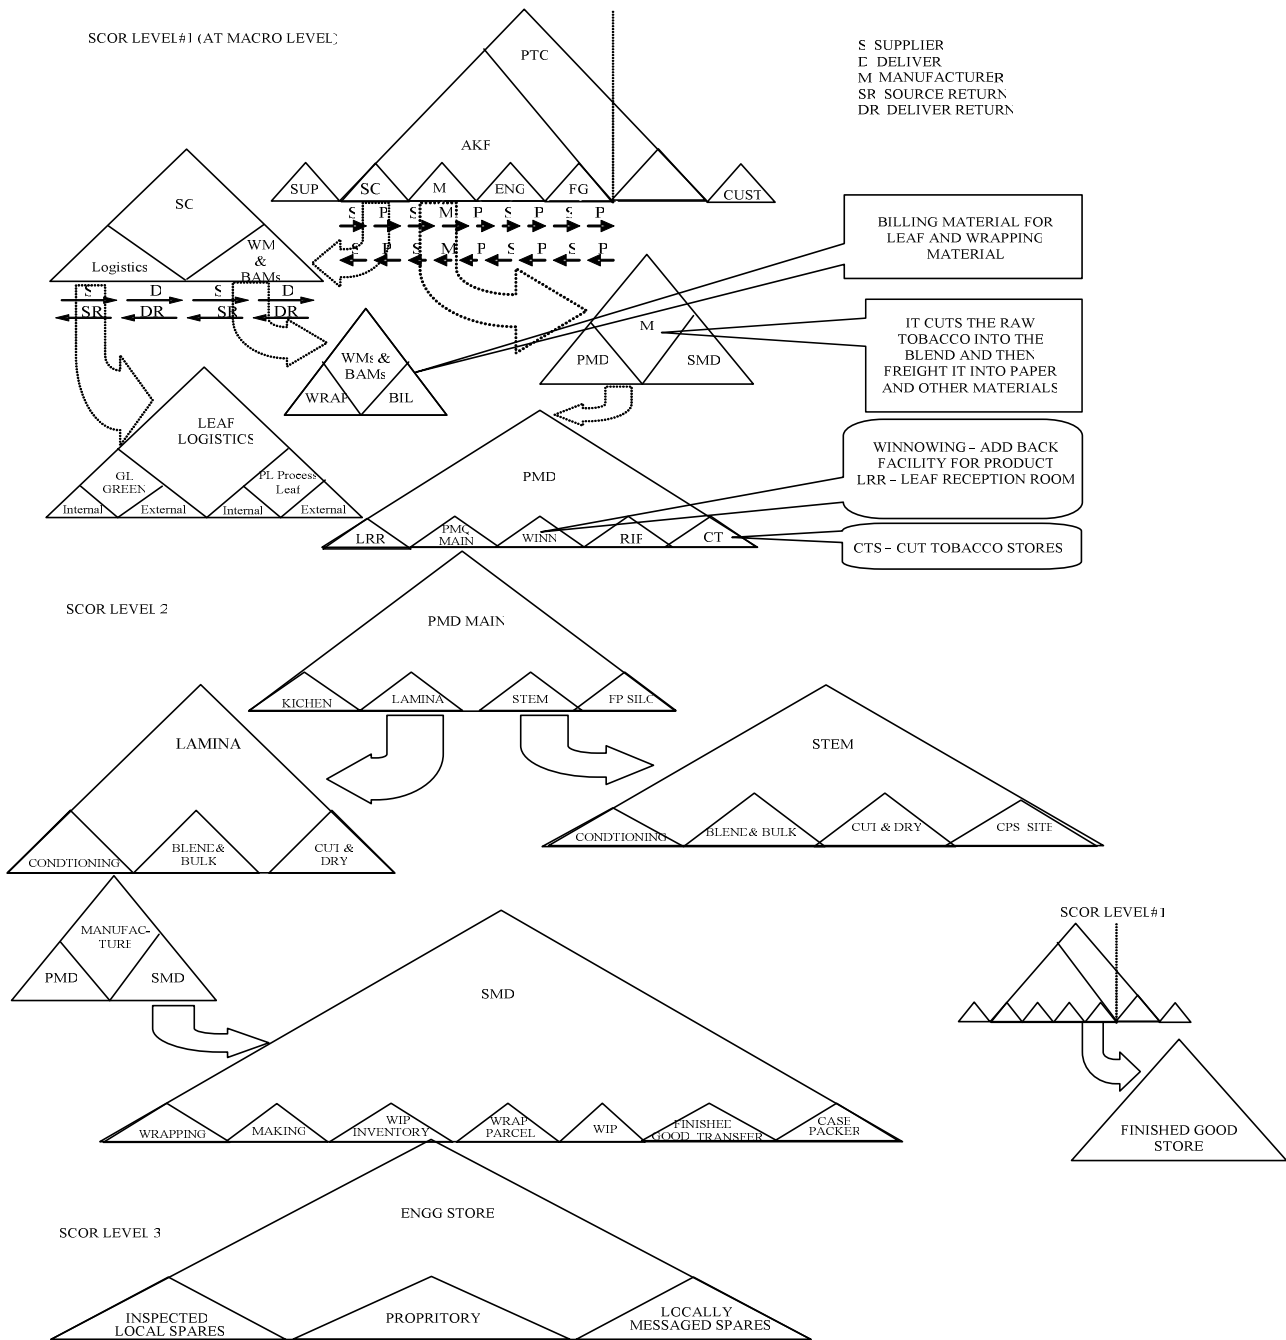 SCOR LEVEL#1 (AT MACRO LEVEL)
S SUPPLIER
D DELIVER
M MANUFACTURER
SR SOURCE RETURN
DR DELIVER RETURN
PTC
AKF
SUP
SC
M
ENG
FG
CUST
S P S M P S P S P
S P S M P S P S P
SC
Logistics
WM
&
BAMs
S D S D
SR DR SR DR
BILLING MATERIAL FOR
LEAF AND WRAPPING
MATERIAL
M
PMD
SMD
IT CUTS THE RAW
TOBACCO INTO THE
BLEND AND THEN
FREIGHT IT INTO PAPER
AND OTHER MATERIALS
WMs &
BAMs
WRAP
BIL
LEAF
LOGISTICS
GL
GREEN
PL Process
Leaf
Internal
External
Internal
External
PMD
LRR
PMQ
MAIN
WINN
RIP
CT
WINNOWING – ADD BACK
FACILITY FOR PRODUCT
LRR – LEAF RECEPTION ROOM
CTS – CUT TOBACCO STORES
SCOR LEVEL 2
PMD MAIN
KICHEN
LAMINA
STEM
FP SILO
LAMINA
CONDTIONING
BLEND&
BULK
CUT &
DRY
STEM
CONDTIONING
BLEND& BULK
CUT & DRY
CPS SITE
MANUFAC-
TURE
PMD
SMD
SCOR LEVEL#1
SMD
WRAPPING
MAKING
WIP
INVENTORY
WRAP
PARCEL
WIP
FINISHED
GOOD TRANSFER
CASE
PACKER
FINISHED GOOD
STORE
SCOR LEVEL 3
ENGG STORE
INSPECTED
LOCAL SPARES
PROPRITORY
LOCALLY
MESSAGED SPARES